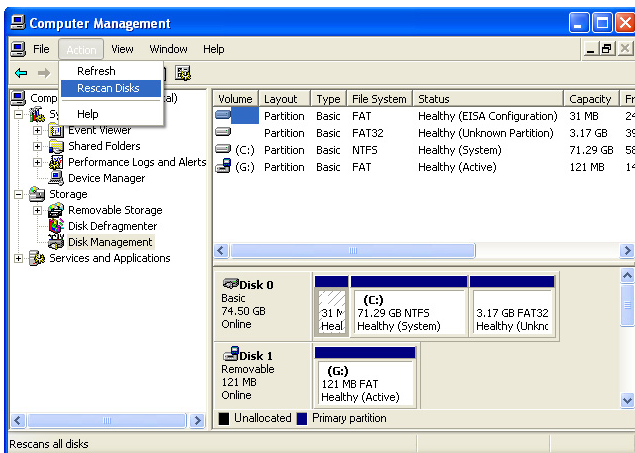 Computer Management
File Action View Window Help
Refresh
Rescan Disks
Help
Event Viewer
Shared Folders
Performance Logs and Alerts
Device Manager
Storage
Removable Storage
Disk Defragmenter
Disk Management
Services and Applications
Volume Layout Type File System Status Capacity
Partition Basic FAT Healthy (EISA Configuration) 31 MB
Partition Basic FAT32 Healthy (Unknown Partition) 3.17 GB
(C:) Partition Basic NTFS Healthy (System) 71.29 GB
(G:) Partition Basic FAT Healthy (Active) 121 MB
Disk 0
Basic
74.50 GB
Online
31 M
Heal
(C:)
71.29 GB NTFS
Healthy (System)
3.17 GB FAT32
Healthy (Unknc
Disk 1
Removable
121 MB
Online
(G:)
121 MB FAT
Healthy (Active)
Unallocated Primary partition
Rescans all disks